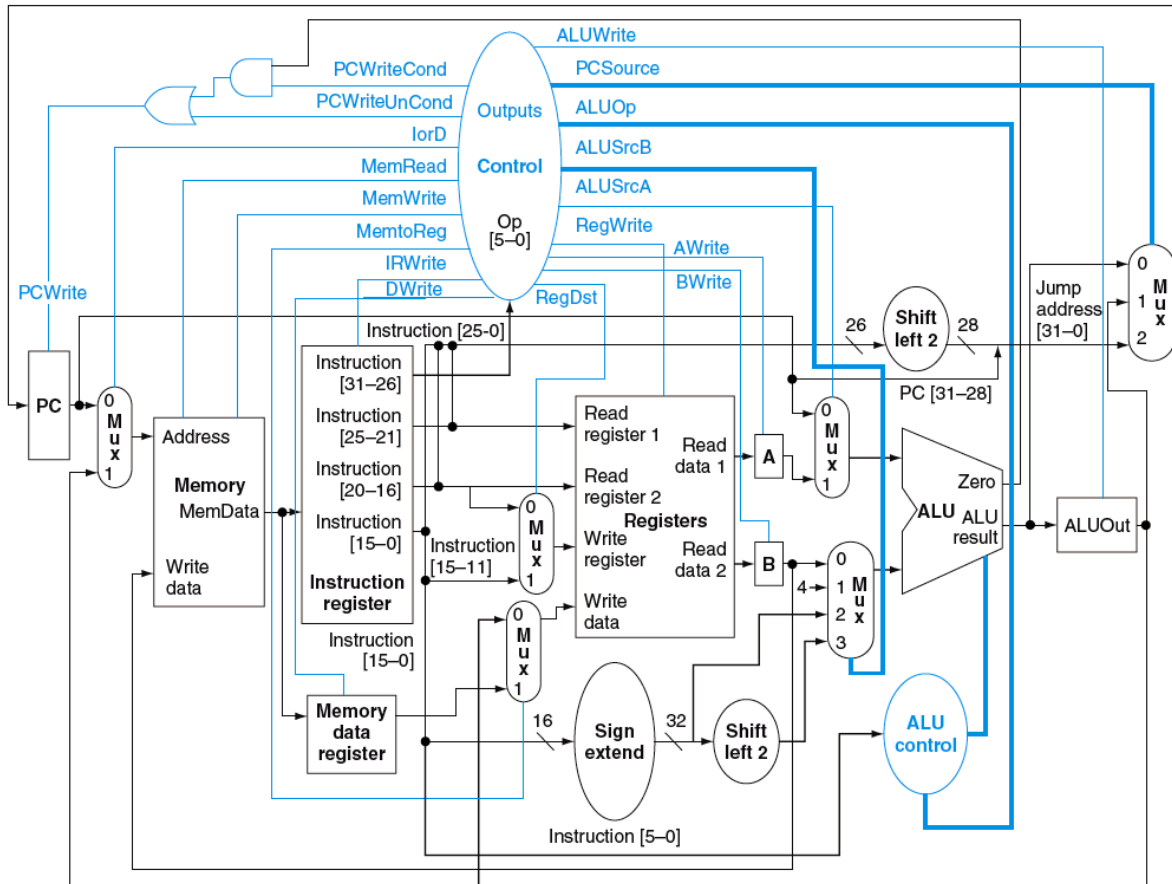 ALUWrite
PCWriteCond
PCSource
PCWriteUnCond
Outputs
ALUOp
IorD
ALUSrcB
MemRead
Control
ALUSrcA
MemWrite
Op
[5–0]
RegWrite
MemtoReg
AWrite
IRWrite
BWrite
PCWrite
DWrite
RegDst
Instruction [25-0]
26
Shift
left 2
28
Jump
address
[31–0]
0
1
2
M
u
x
PC [31–28]
PC
0
M
u
x
1
Address
Memory
MemData
Write
data
Instruction
[31–26]
Instruction
[25–21]
Instruction
[20–16]
Instruction
[15–0]
Instruction
register
Instruction
[15–11]
Instruction
[15–0]
0
M
u
x
1
Read
register 1
Read
register 2
Write
register
Write
data
Registers
Read
data 1
Read
data 2
A
B
0
M
u
x
1
4
0
1
2
3
M
u
x
Zero
ALU
ALU
result
ALUOut
0
M
u
x
1
Memory
data
register
16
Sign
extend
32
Shift
left 2
ALU
control
Instruction [5–0]